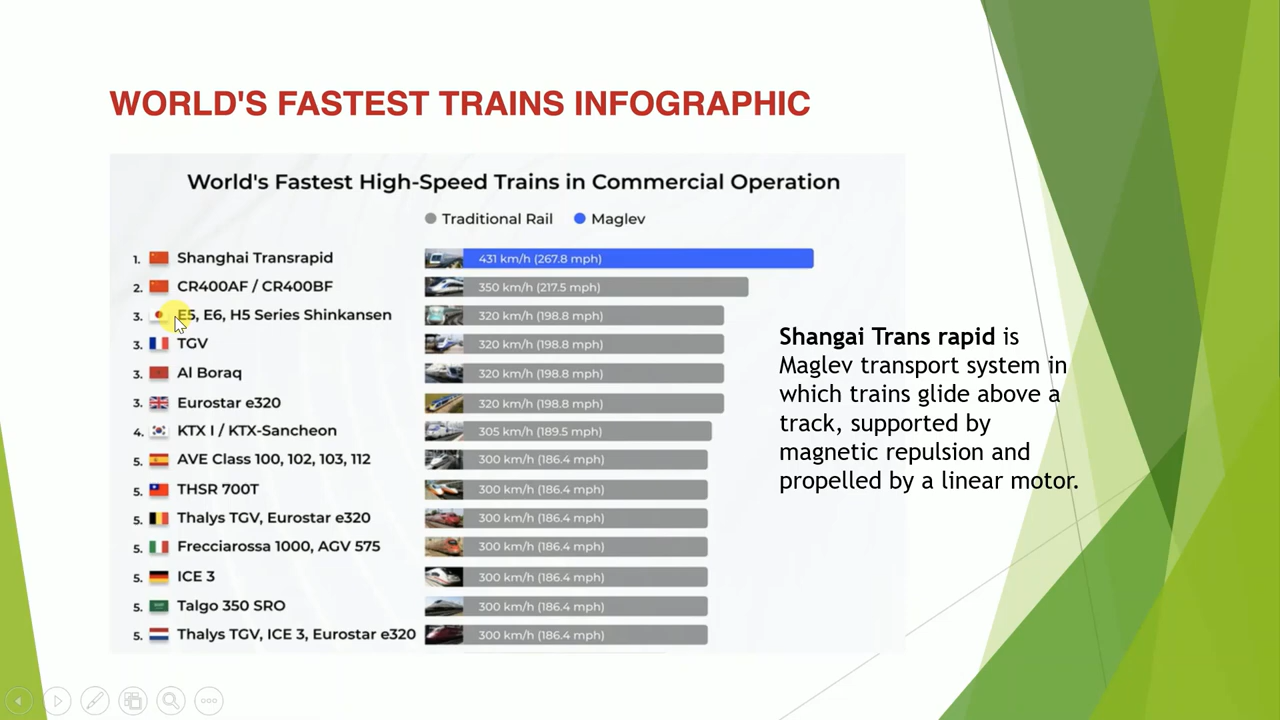 WORLD'S FASTEST TRAINS INFOGRAPHIC
World's Fastest High-Speed Trains in Commercial Operation
Traditional Rail Maglev
1. Shanghai Transrapid 431 km/h (267.8 mph)
2. CR400AF / CR400BF 350 km/h (217.5 mph)
3. E5, E6, H5 Series Shinkansen 320 km/h (198.8 mph)
3. TGV 320 km/h (198.8 mph)
3. Al Boraq 320 km/h (198.8 mph)
3. Eurostar e320 320 km/h (198.8 mph)
4. KTX I / KTX-Sancheon 305 km/h (189.5 mph)
5. AVE Class 100, 102, 103, 112 300 km/h (186.4 mph)
5. THSR 700T 300 km/h (186.4 mph)
5. Thalys TGV, Eurostar e320 300 km/h (186.4 mph)
5. Frecciarossa 1000, AGV 575 300 km/h (186.4 mph)
5. ICE 3 300 km/h (186.4 mph)
5. Talgo 350 SRO 300 km/h (186.4 mph)
5. Thalys TGV, ICE 3, Eurostar e320 300 km/h (186.4 mph)
Shangai Trans rapid is
Maglev transport system in
which trains glide above a
track, supported by
magnetic repulsion and
propelled by a linear motor.